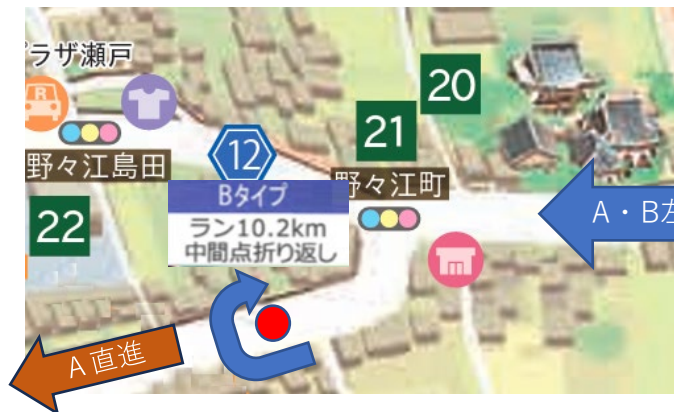 プラザ瀬戸
R
20
21
12
野々江島田
野々江町
Bタイプ
ラン10.2km
中間点折り返し
A・B左
22
A 直進